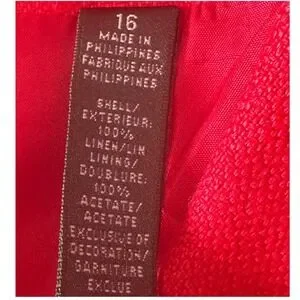 16
MADE IN
PHILIPPINES
FABRIQUE AUX
PHILIPPINES
SHELL/
EXTERIEUR:
100%
LINEN/LIN
LINING/
DOUBLURE:
100%
ACETATE/
ACETATE
EXCLUSIVE OF
DECORATION/
GARNITURE
EXCLUE